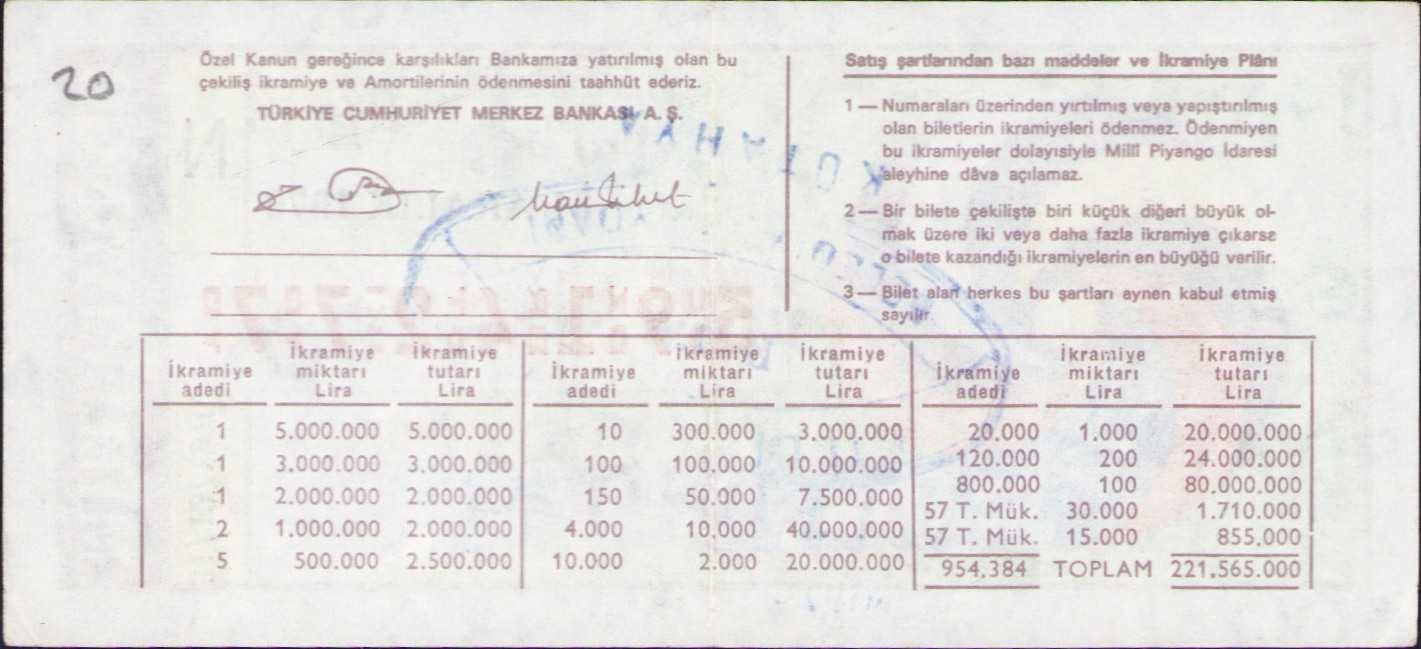 20
Özel Kanun gereğince karşılıkları Bankamıza yatırılmış olan bu
çekiliş ikramiye ve Amortilerinin ödenmesini taahhüt ederiz.
TÜRKİYE CUMHURİYET MERKEZ BANKASI A. Ş.
Satış şartlarından bazı maddeler ve İkramiye Plânı
1 — Numaraları üzerinden yırtılmış veya yapıştırılmış
olan biletlerin ikramiyeleri ödenmez. Ödenmiyen
bu ikramiyeler dolayısiyle Millî Piyango İdaresi
aleyhine dâva açılamaz.
2 — Bir bilete çekilişte biri küçük diğeri büyük ol-
mak üzere iki veya daha fazla ikramiye çıkarsa
o bilete kazandığı ikramiyelerin en büyüğü verilir.
3 — Bilet alan herkes bu şartları aynen kabul etmiş
sayılır.
İkramiye adedi İkramiye miktarı Lira İkramiye tutarı Lira
1 5.000.000 5.000.000
1 3.000.000 3.000.000
1 2.000.000 2.000.000
2 1.000.000 2.000.000
5 500.000 2.500.000
İkramiye adedi İkramiye miktarı Lira İkramiye tutarı Lira
10 300.000 3.000.000
100 100.000 10.000.000
150 50.000 7.500.000
4.000 10.000 40.000.000
10.000 2.000 20.000.000
İkramiye adedi İkramiye miktarı Lira İkramiye tutarı Lira
20.000 1.000 20.000.000
120.000 200 24.000.000
800.000 100 80.000.000
57 T. Mük. 30.000 1.710.000
57 T. Mük. 15.000 855.000
954.384 TOPLAM 221.565.000